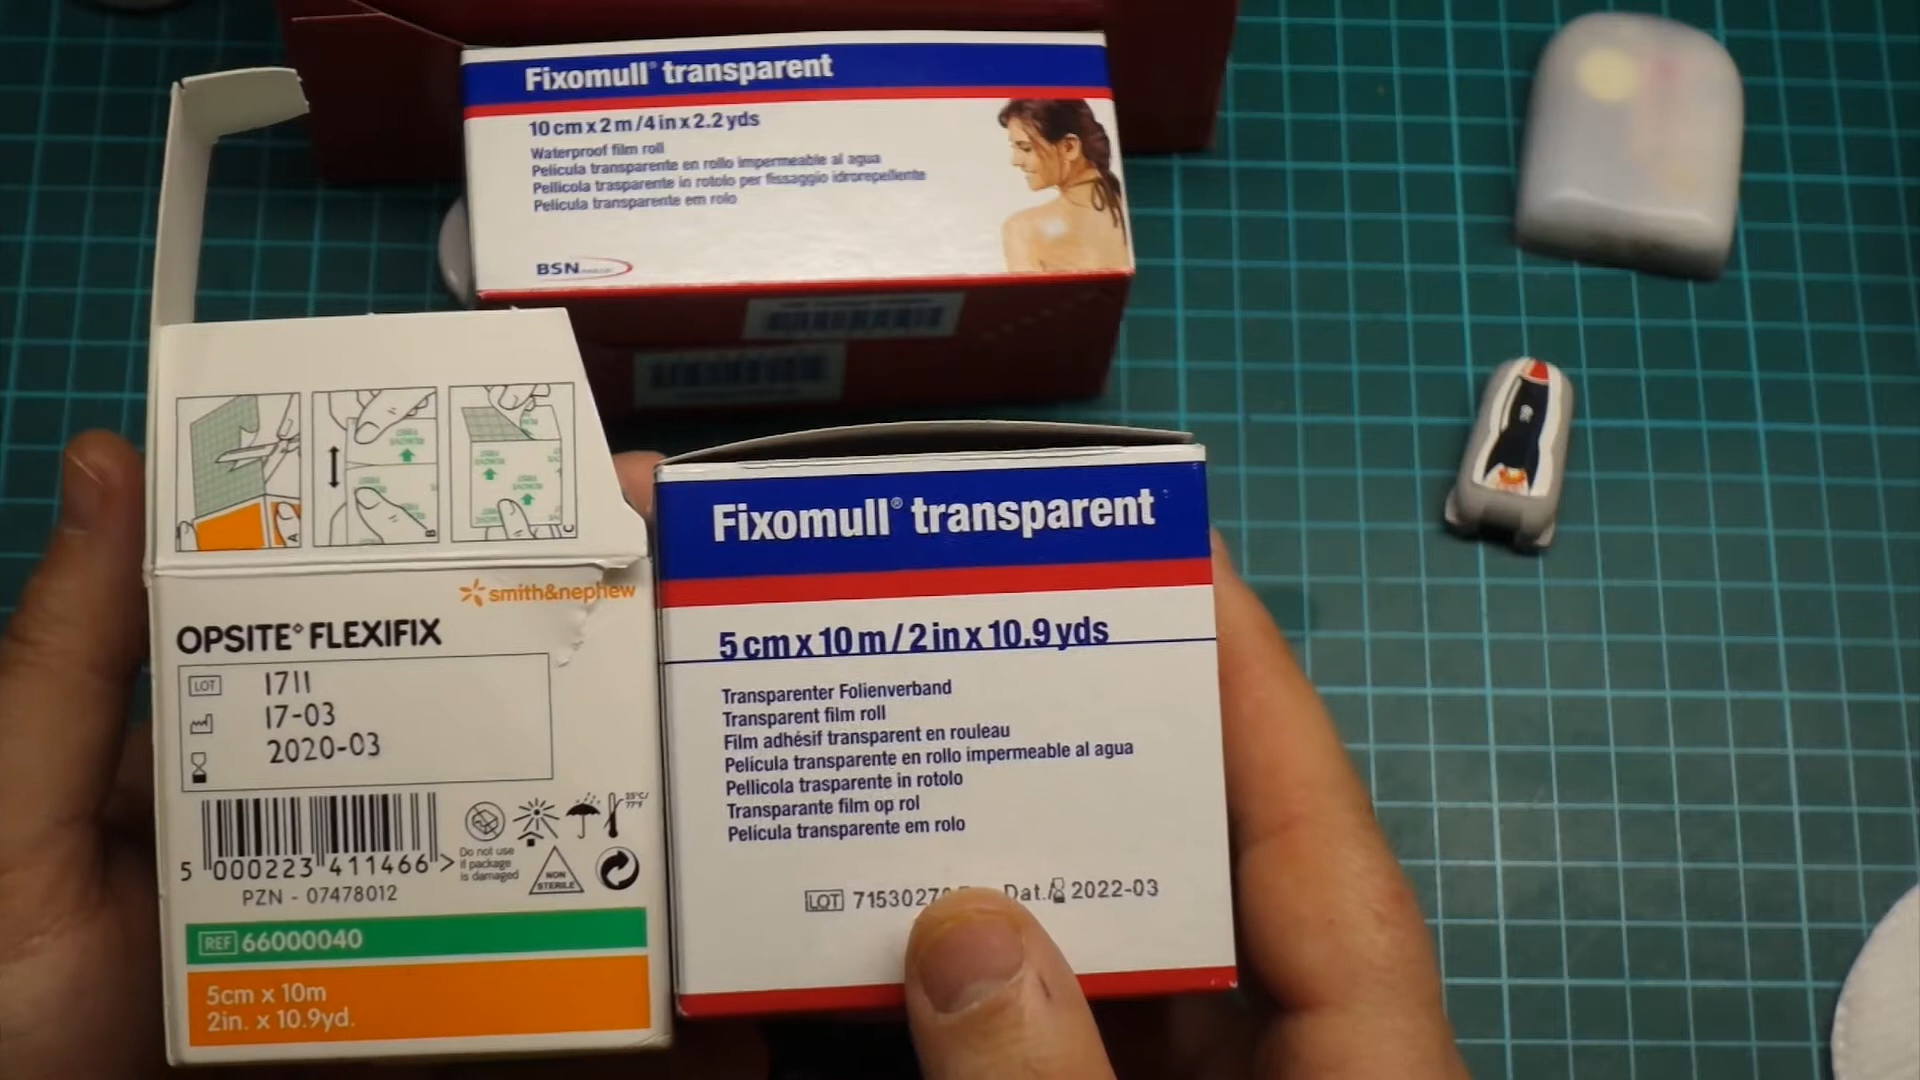 Fixomull® transparent
10 cm x 2 m / 4 in x 2.2 yds
Waterproof film roll
Película transparente en rollo impermeable al agua
Pellicola trasparente in rotolo per fissaggio idrorepellente
Película transparente em rolo
BSN
A
B
C
smith&nephew
OPSITE◇ FLEXIFIX
LOT 1711
17-03
2020-03
5 000223 411466 >
PZN - 07478012
Do not use
if package
is damaged
25°C/
77°F
NON
STERILE
REF 66000040
5cm x 10m
2in. x 10.9yd.
Fixomull® transparent
5 cm x 10 m / 2 in x 10.9 yds
Transparenter Folienverband
Transparent film roll
Film adhésif transparent en rouleau
Película transparente en rollo impermeable al agua
Pellicola trasparente in rotolo
Transparante film op rol
Película transparente em rolo
LOT Dat./ 2022-03